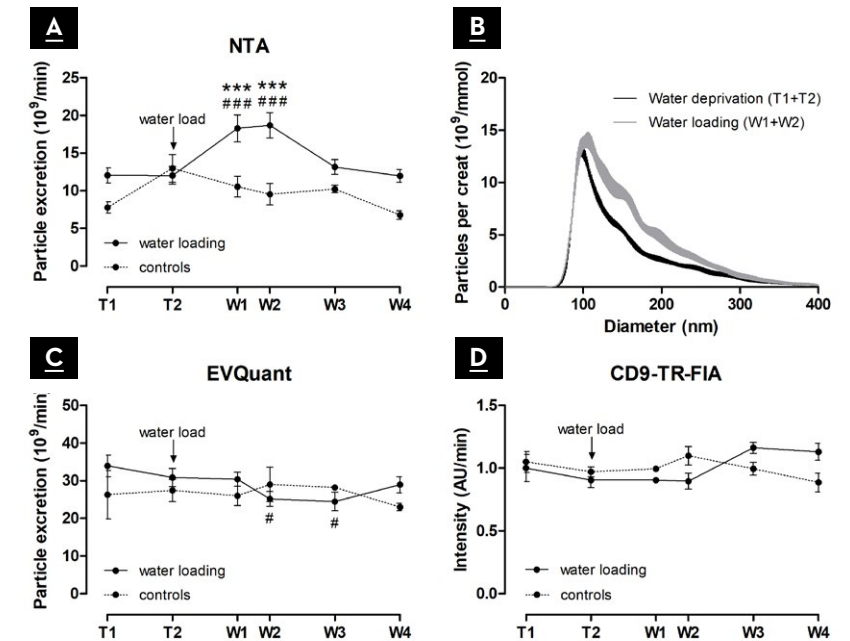 A
NTA
Particle excretion (10⁹/min)
25
20
15
10
5
0
water load
***
###
***
###
water loading
controls
T1 T2 W1 W2 W3 W4
B
Particles per creat (10⁹/mmol)
20
15
10
5
0
Water deprivation (T1+T2)
Water loading (W1+W2)
0 100 200 300 400
Diameter (nm)
C
EVQuant
Particle excretion (10⁹/min)
50
40
30
20
10
0
water load
#
#
water loading
controls
T1 T2 W1 W2 W3 W4
D
CD9-TR-FIA
Intensity (AU/min)
1.5
1.0
0.5
0.0
water load
water loading
controls
T1 T2 W1 W2 W3 W4